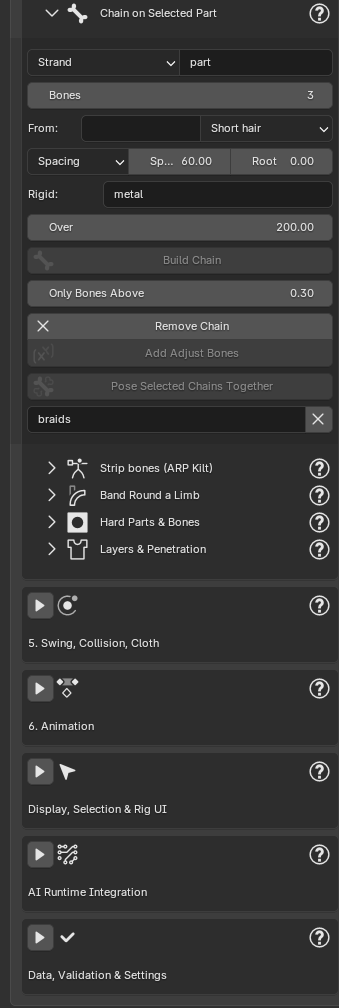 Chain on Selected Part
Strand part
Bones 3
From: Short hair
Spacing Sp... 60.00 Root 0.00
Rigid: metal
Over 200.00
Build Chain
Only Bones Above 0.30
Remove Chain
Add Adjust Bones
Pose Selected Chains Together
braids
Strip bones (ARP Kilt)
Band Round a Limb
Hard Parts & Bones
Layers & Penetration
5. Swing, Collision, Cloth
6. Animation
Display, Selection & Rig UI
AI Runtime Integration
Data, Validation & Settings